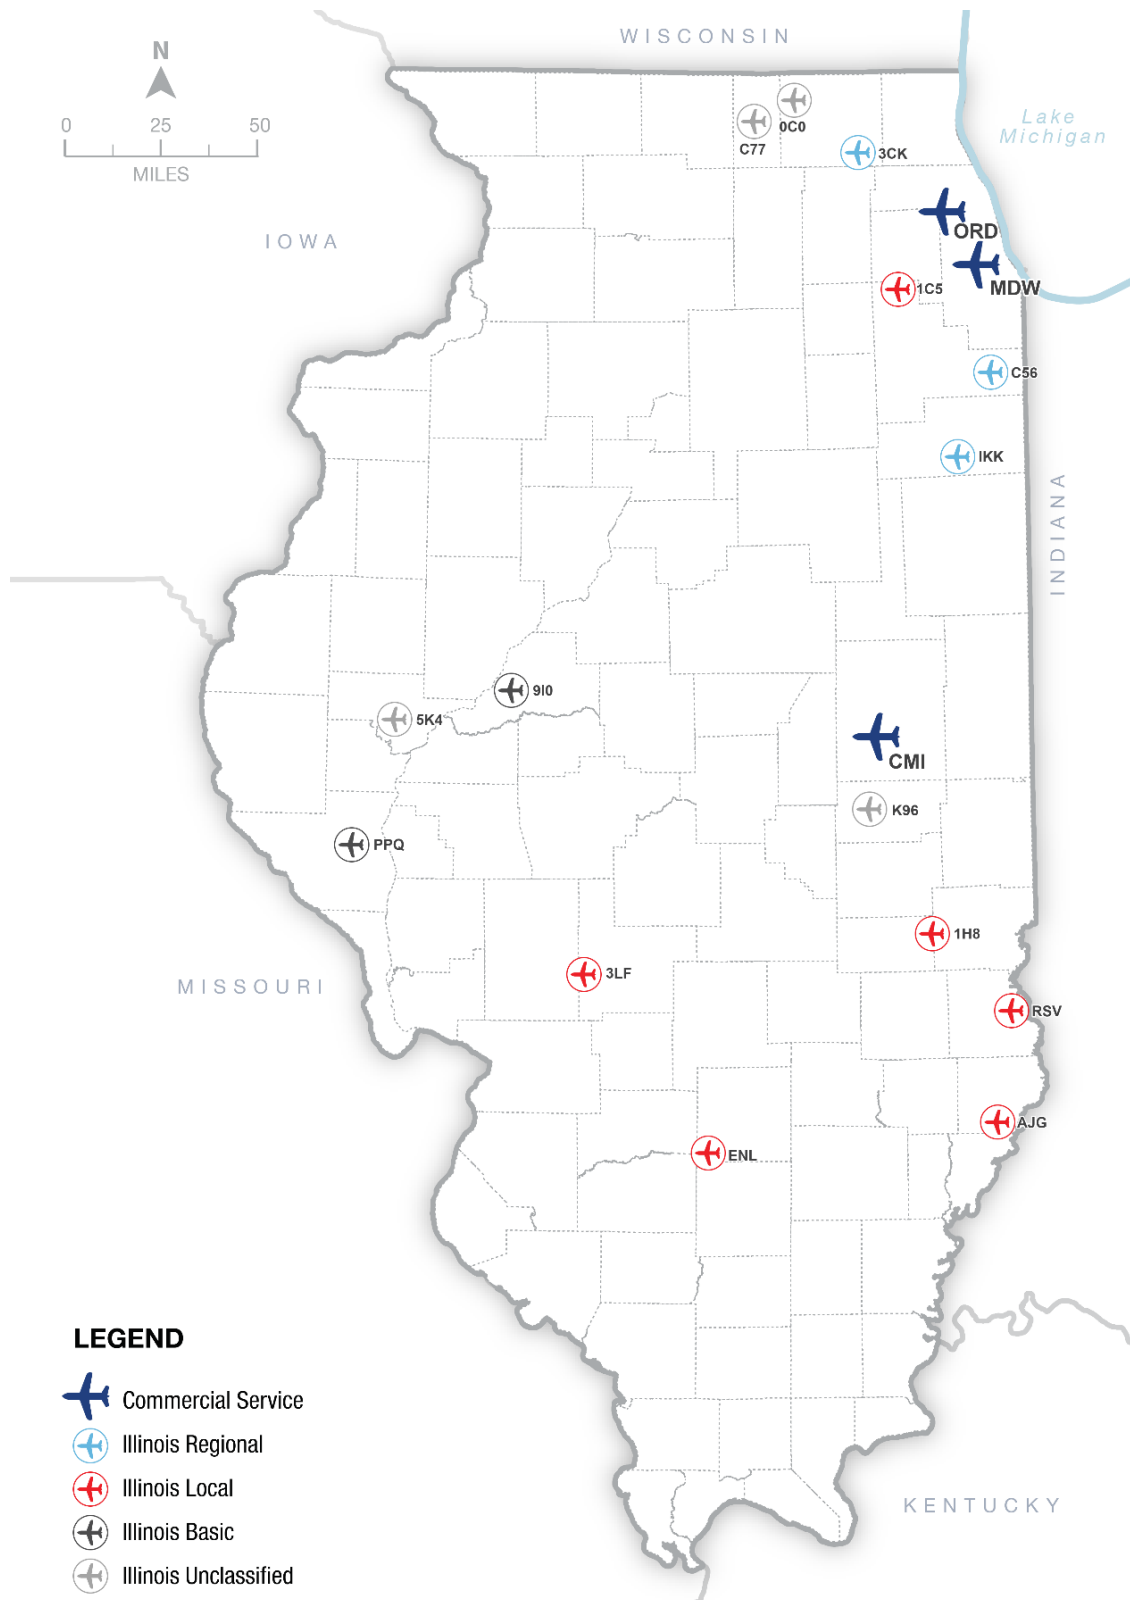 WISCONSIN
N
0 25 50
MILES
Lake
Michigan
0C0
C77
3CK
ORD
IOWA
MDW
1C5
C56
IKK
INDIANA
9I0
5K4
CMI
K96
PPQ
1H8
3LF
MISSOURI
RSV
AJG
ENL
LEGEND
Commercial Service
Illinois Regional
Illinois Local
Illinois Basic
Illinois Unclassified
KENTUCKY